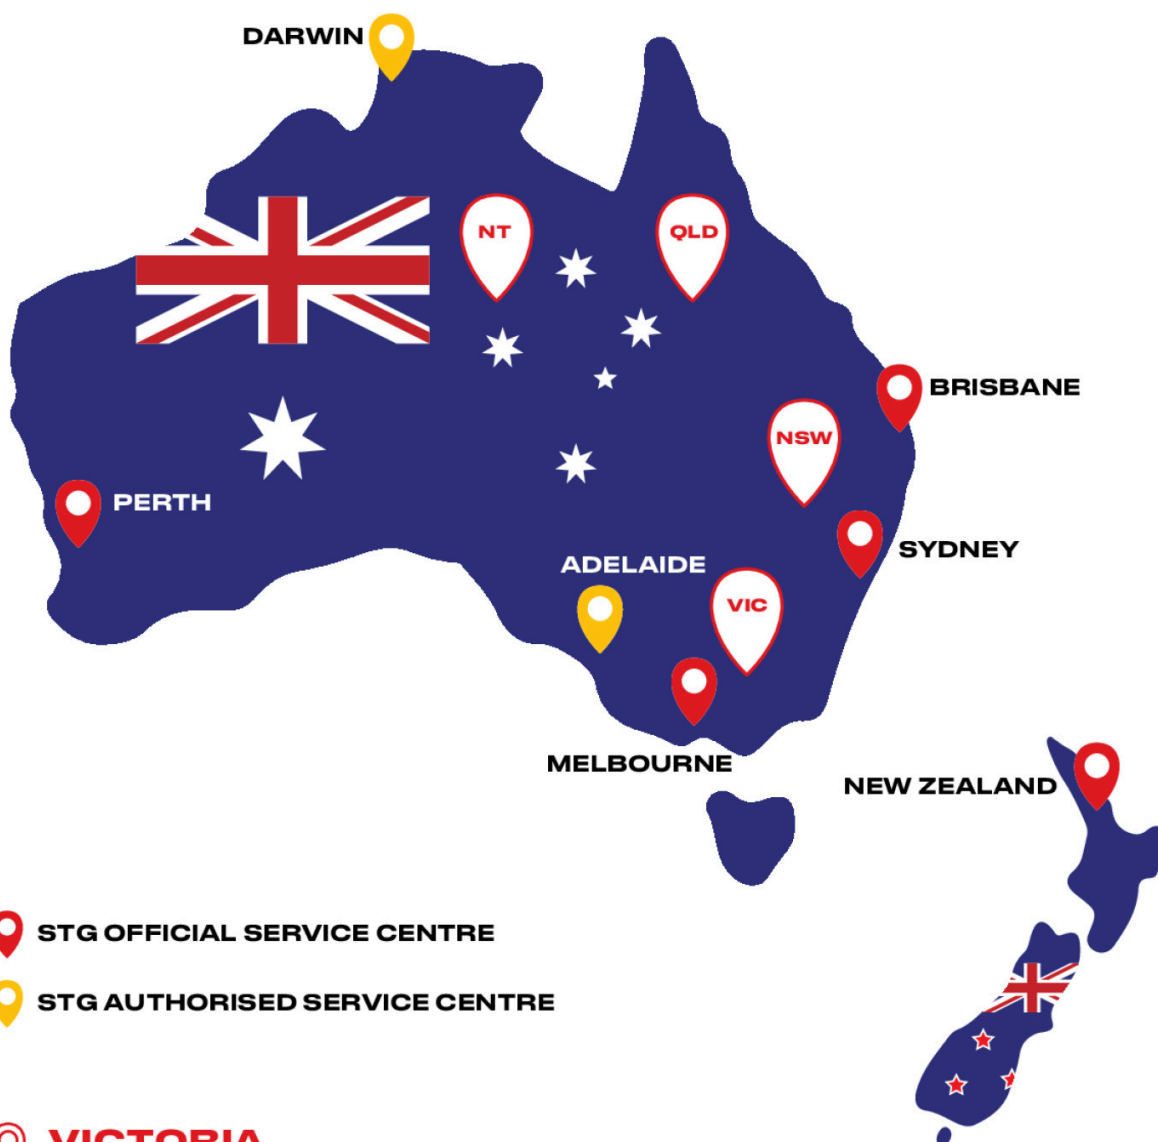 DARWIN
NT
QLD
BRISBANE
NSW
PERTH
SYDNEY
ADELAIDE
VIC
MELBOURNE
NEW ZEALAND
STG OFFICIAL SERVICE CENTRE
STG AUTHORISED SERVICE CENTRE
VICTORIA